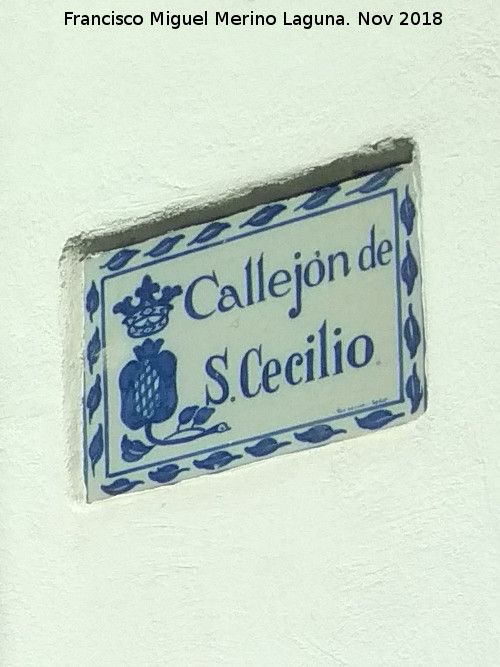 Francisco Miguel Merino Laguna. Nov 2018
Callejón de
S. Cecilio